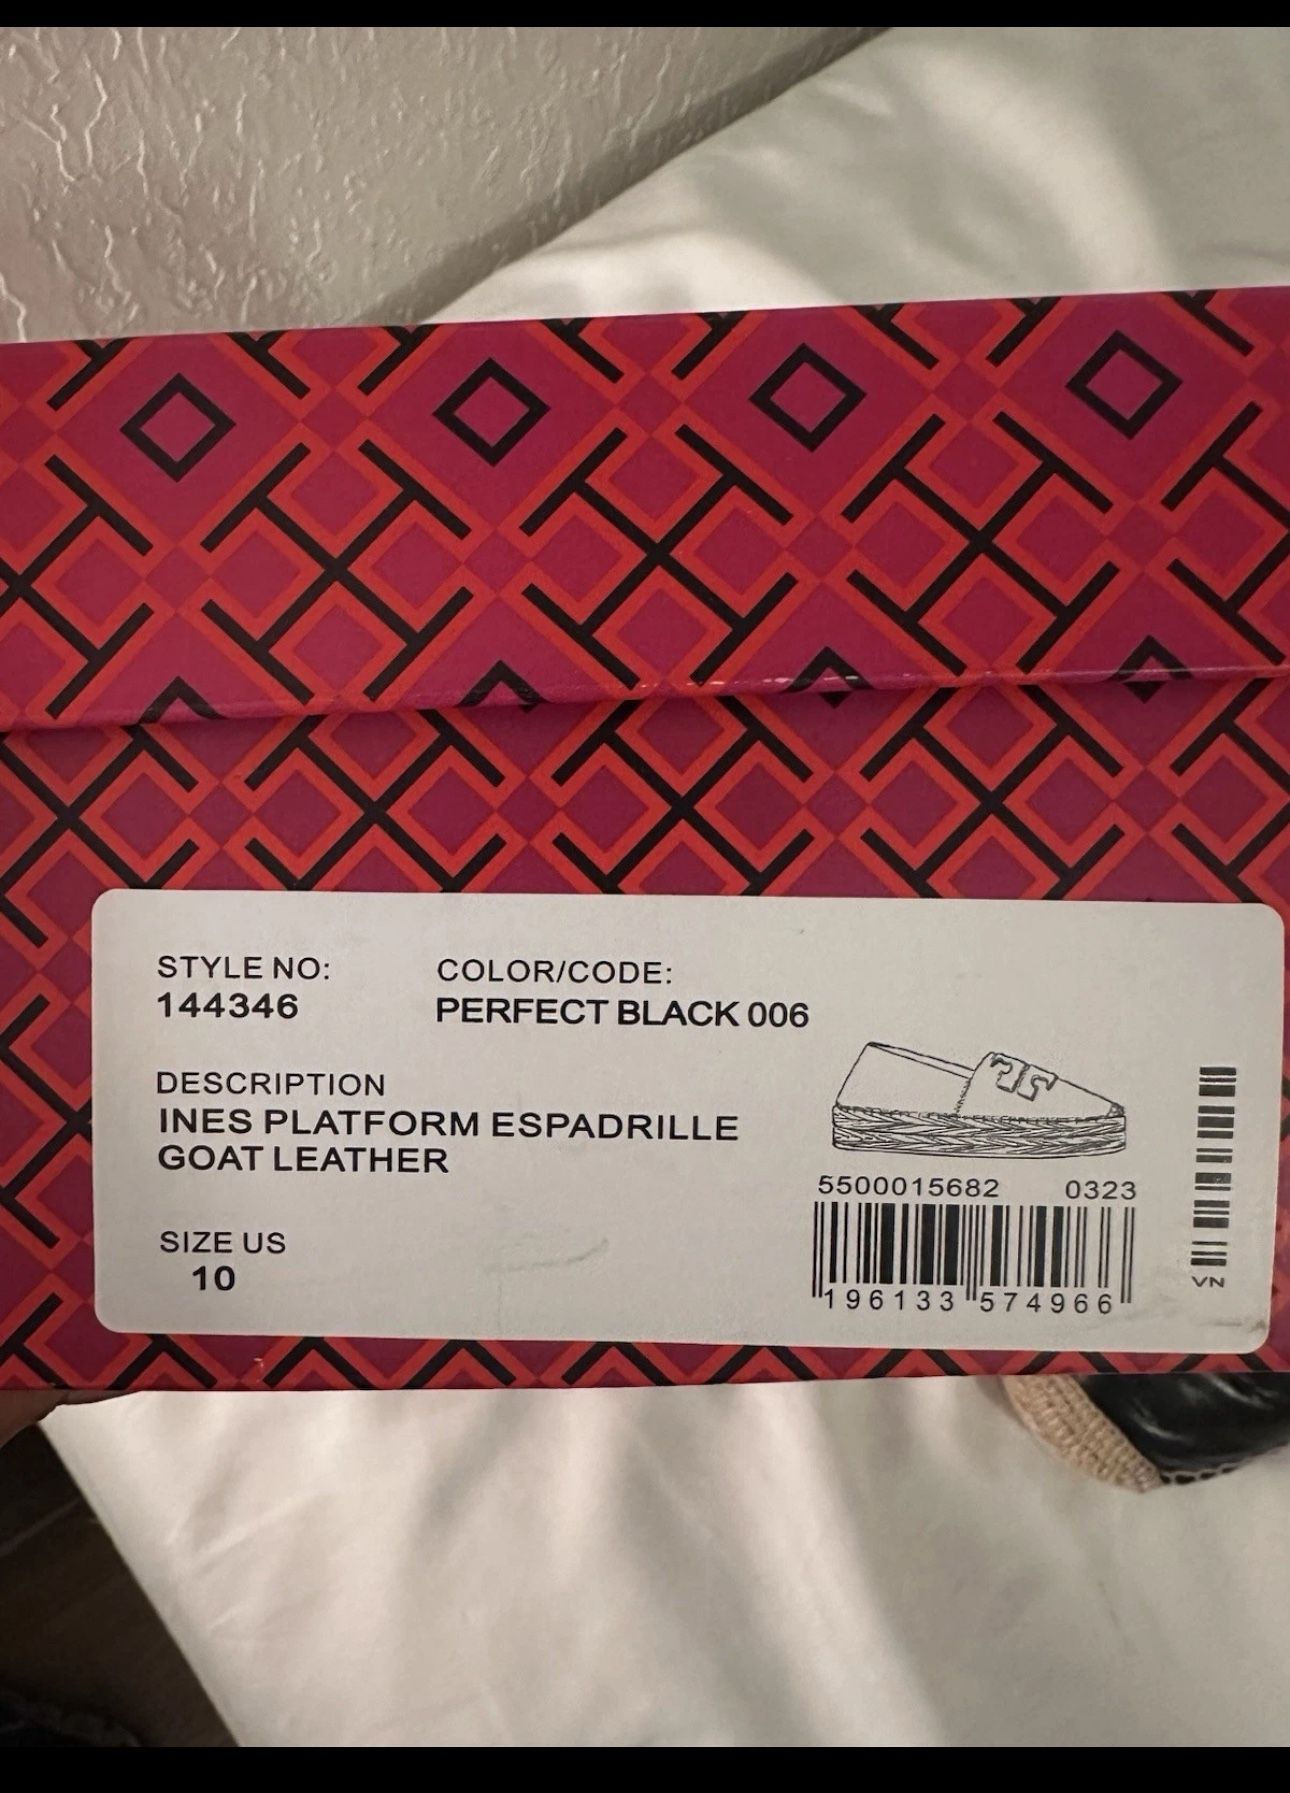 STYLE NO: COLOR/CODE:
144346 PERFECT BLACK 006
DESCRIPTION
INES PLATFORM ESPADRILLE
GOAT LEATHER
5500015682 0323
SIZE US
10
196133 574966
VN